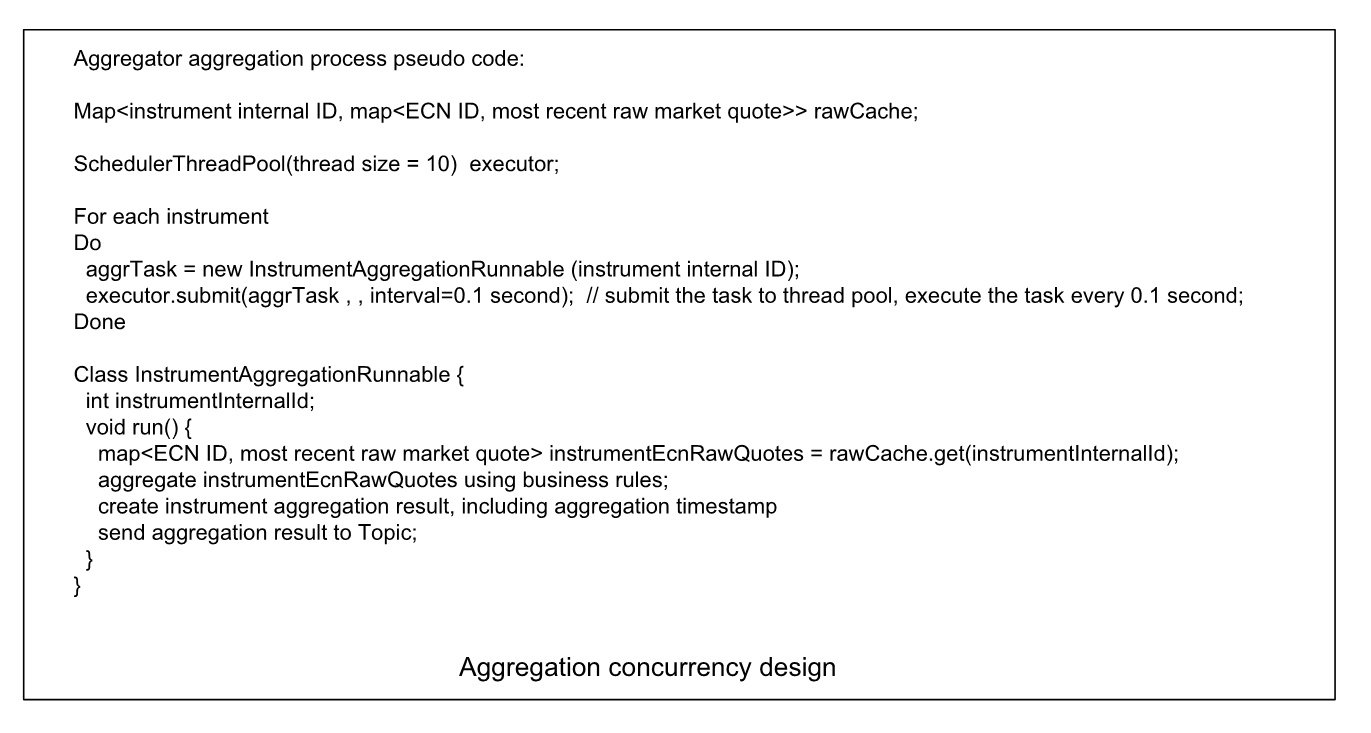 Aggregator aggregation process pseudo code:
Map<instrument internal ID, map<ECN ID, most recent raw market quote>> rawCache;
SchedulerThreadPool(thread size = 10)  executor;
For each instrument
Do
aggrTask = new InstrumentAggregationRunnable (instrument internal ID);
executor.submit(aggrTask , , interval=0.1 second);  // submit the task to thread pool, execute the task every 0.1 second;
Done
Class InstrumentAggregationRunnable {
int instrumentInternalId;
void run() {
map<ECN ID, most recent raw market quote> instrumentEcnRawQuotes = rawCache.get(instrumentInternalId);
aggregate instrumentEcnRawQuotes using business rules;
create instrument aggregation result, including aggregation timestamp
send aggregation result to Topic;
}
}
Aggregation concurrency design